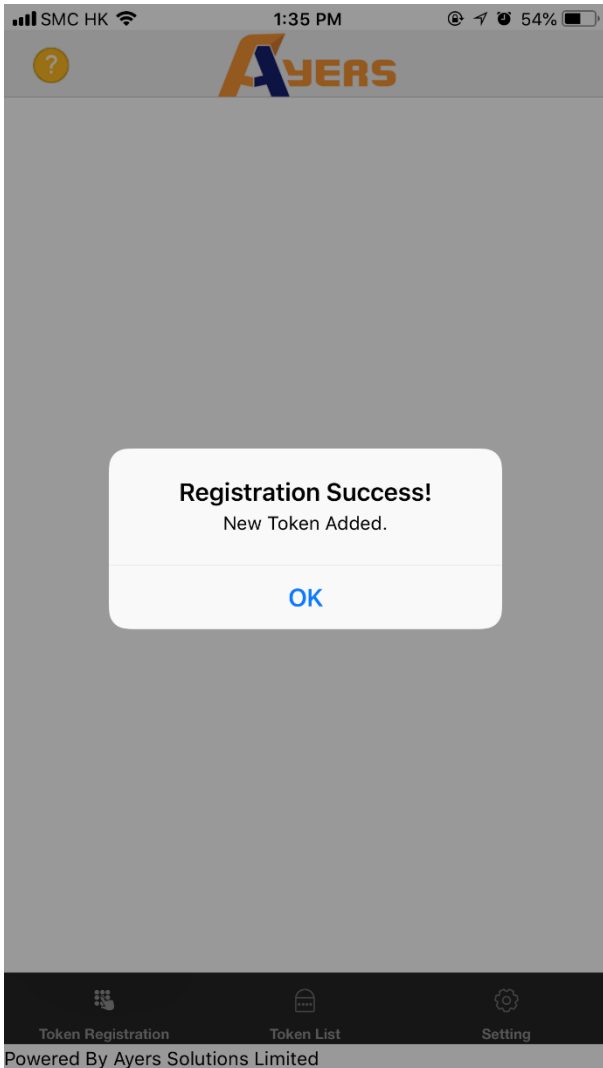 SMC HK 1:35 PM 54%
?
AYERS
Registration Success!
New Token Added.
OK
Token Registration Token List Setting
Powered By Ayers Solutions Limited